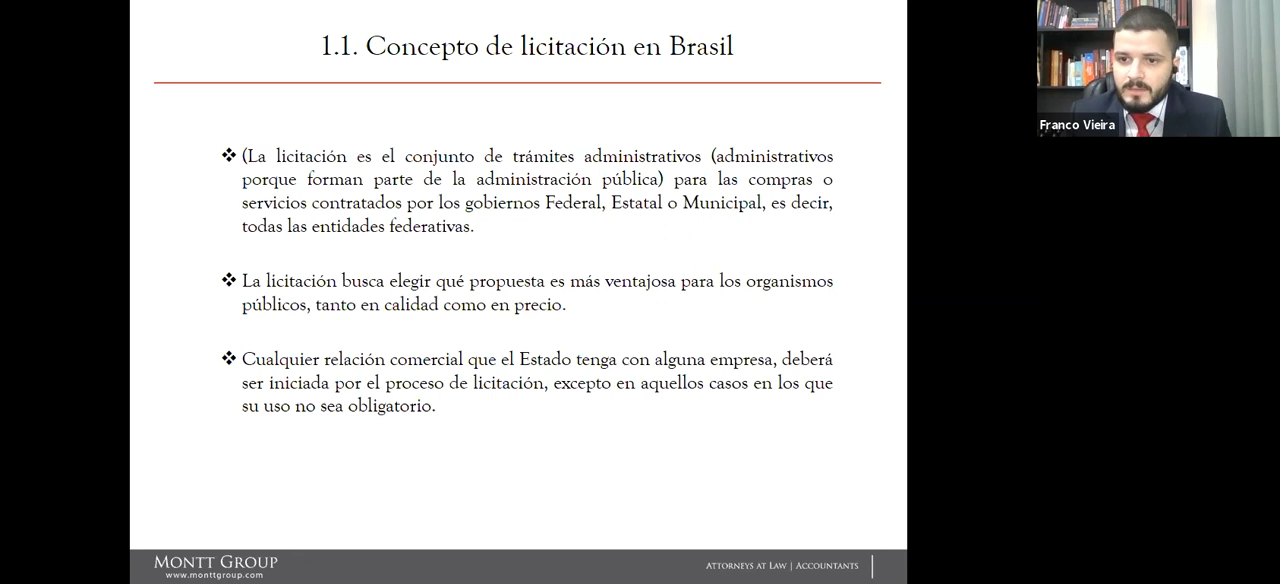 1.1. Concepto de licitación en Brasil
Franco Vieira
❖ (La licitación es el conjunto de trámites administrativos (administrativos
porque forman parte de la administración pública) para las compras o
servicios contratados por los gobiernos Federal, Estatal o Municipal, es decir,
todas las entidades federativas.
❖ La licitación busca elegir qué propuesta es más ventajosa para los organismos
públicos, tanto en calidad como en precio.
❖ Cualquier relación comercial que el Estado tenga con alguna empresa, deberá
ser iniciada por el proceso de licitación, excepto en aquellos casos en los que
su uso no sea obligatorio.
MONTT GROUP
www.monttgroup.com
ATTORNEYS AT LAW | ACCOUNTANTS